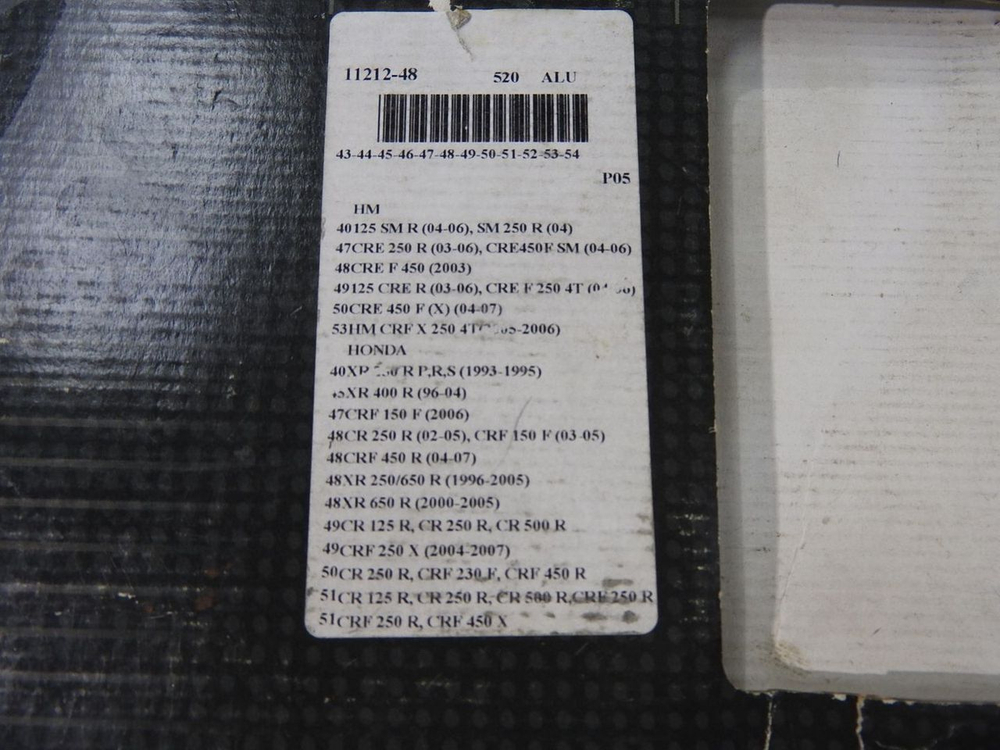 11212-48 520 ALU
43-44-45-46-47-48-49-50-51-52-53-54
P05
HM
40125 SM R (04-06), SM 250 R (04)
47CRE 250 R (03-06), CRE450F SM (04-06)
48CRE F 450 (2003)
49125 CRE R (03-06), CRE F 250 4T
50CRE 450 F (X) (04-07)
53HM CRF X 250
HONDA
R P,R,S (1993-1995)
XR 400 R (96-04)
47CRF 150 F (2006)
48CR 250 R (02-05), CRF 150 F (03-05)
48CRF 450 R (04-07)
48XR 250/650 R (1996-2005)
48XR 650 R (2000-2005)
49CR 125 R, CR 250 R, CR 500 R
49CRF 250 X (2004-2007)
50CR 250 R, CRF 230 F, CRF 450 R
51CR 125 R, CR 250 R, CR 500 R,CRF 250 R
51CRF 250 R, CRF 450 X